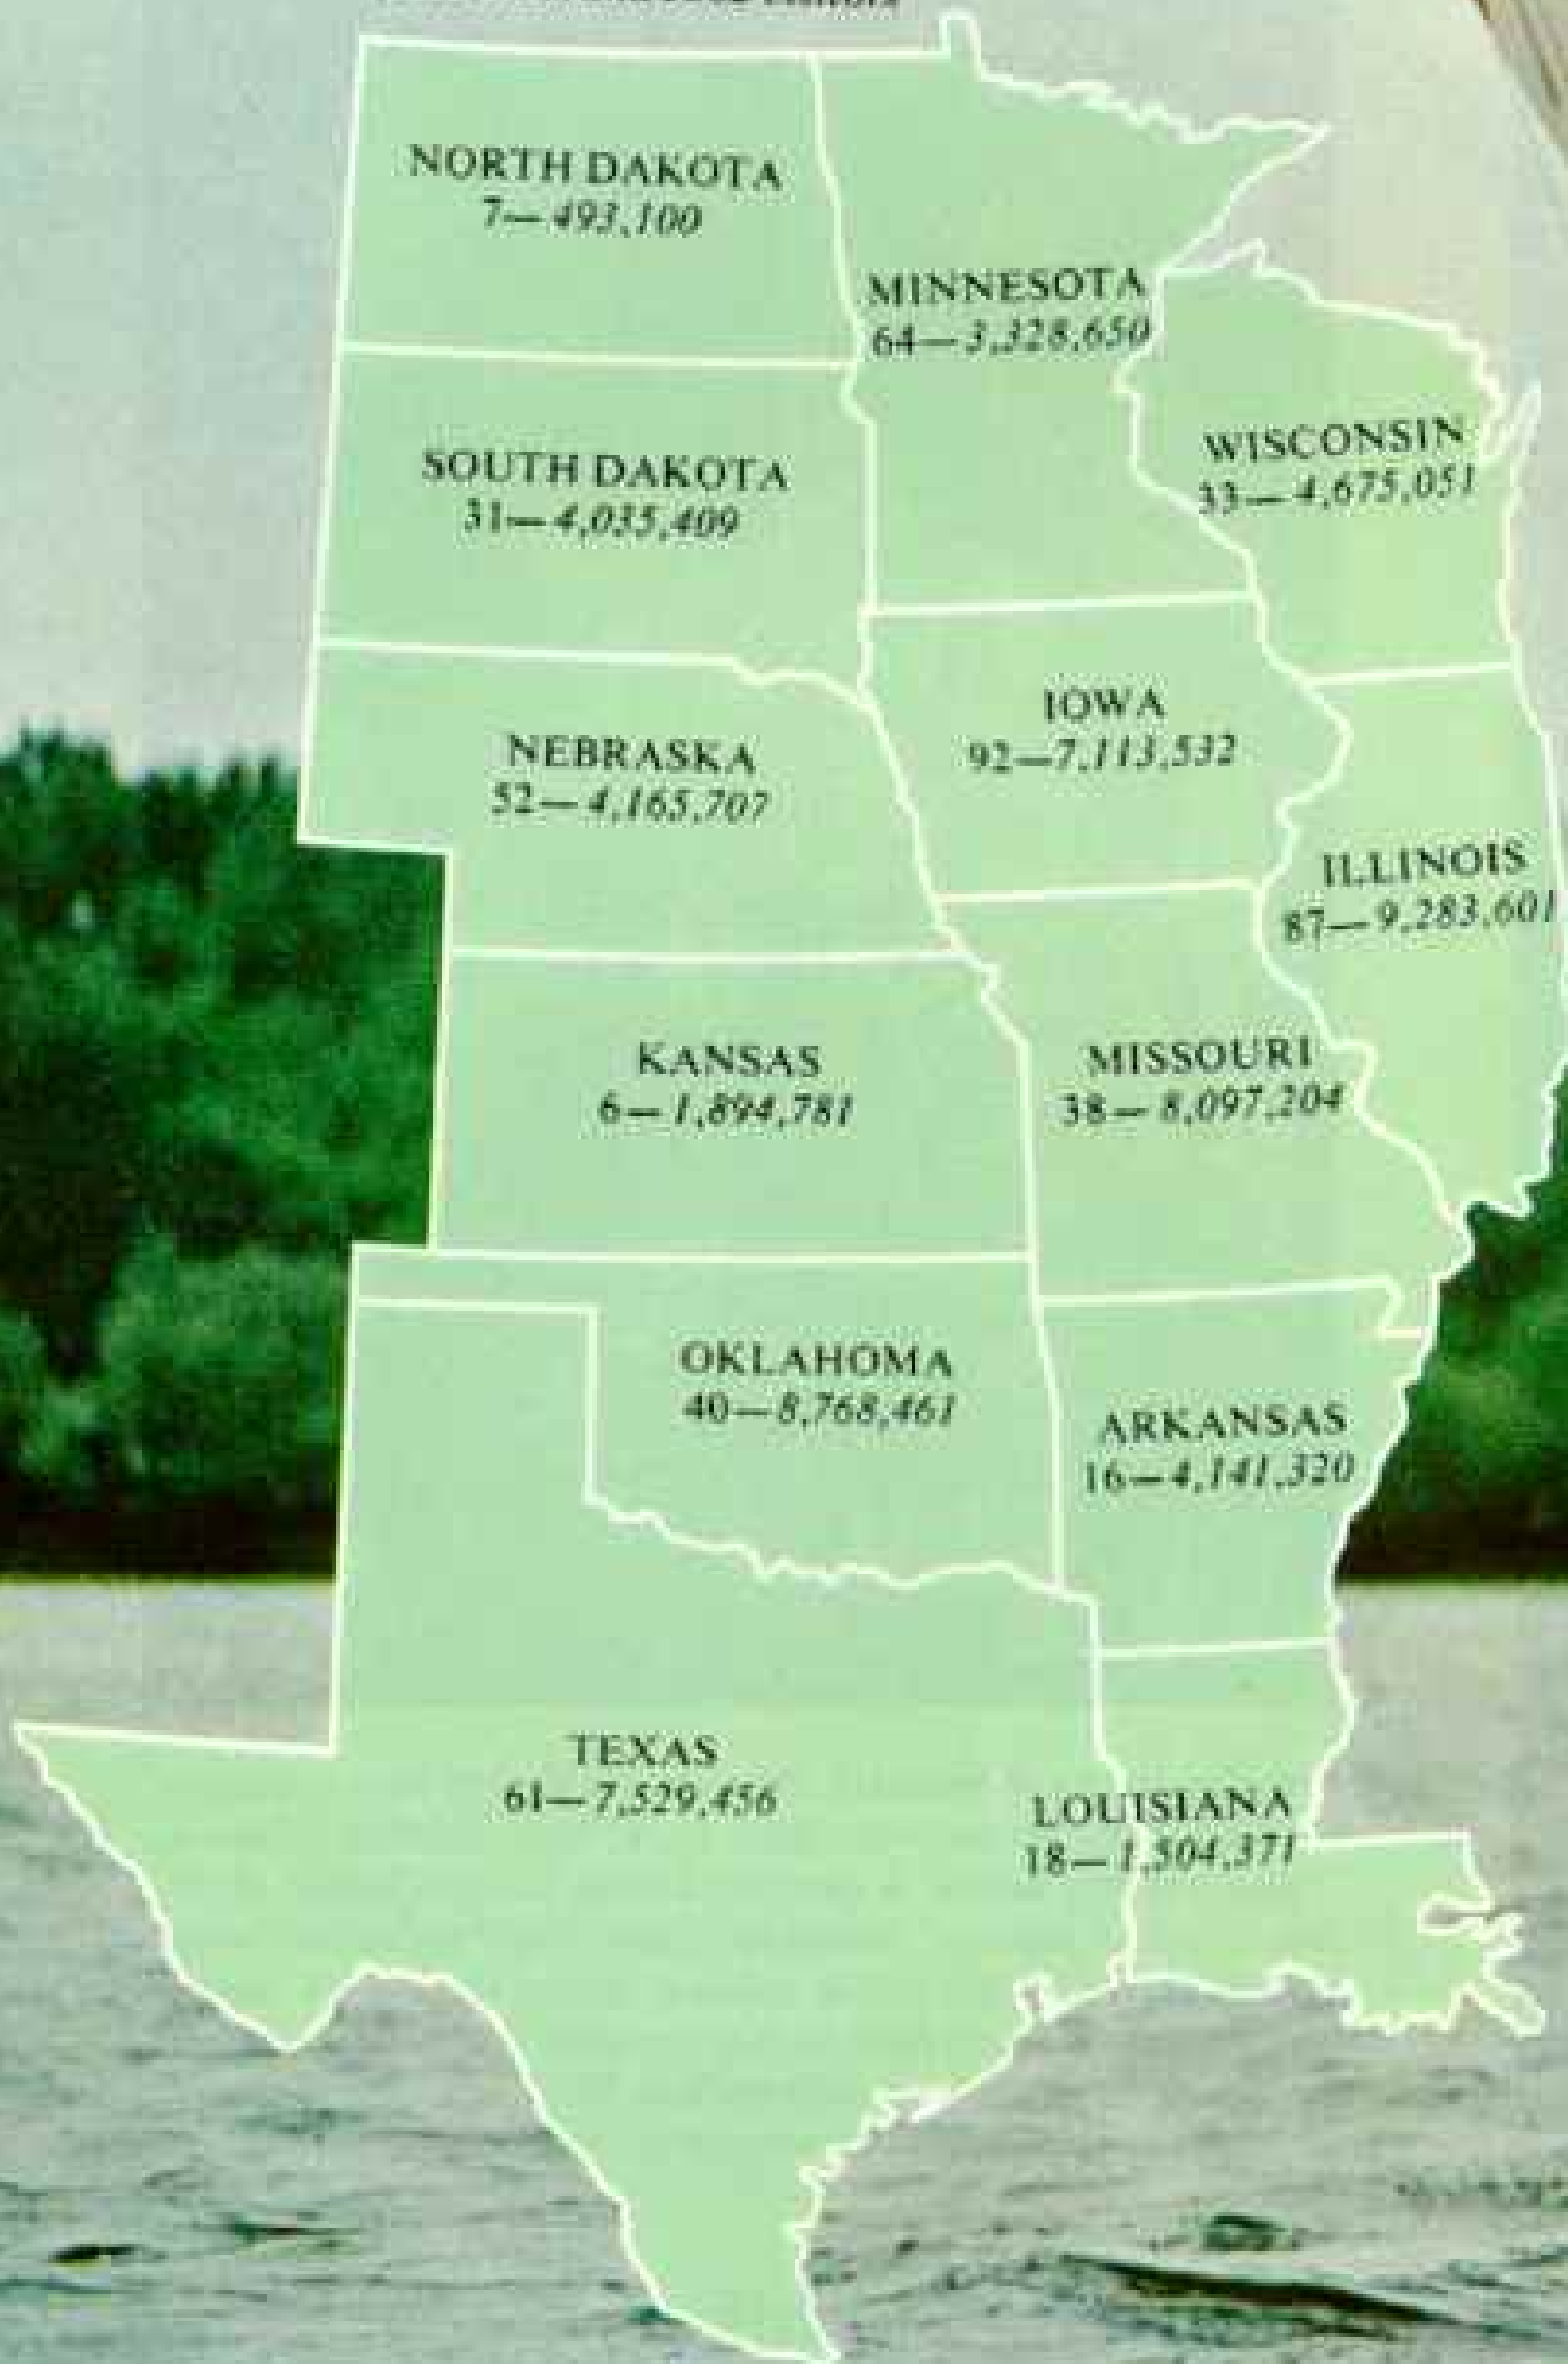 NORTH DAKOTA
7—493,100
MINNESOTA
64—3,328,650
WISCONSIN
33—4,675,051
SOUTH DAKOTA
31—4,035,409
IOWA
92—7,113,532
NEBRASKA
52—4,165,707
ILLINOIS
87—9,283,601
KANSAS
6—1,894,781
MISSOURI
38—8,097,204
OKLAHOMA
40—8,768,461
ARKANSAS
16—4,141,320
TEXAS
61—7,529,456
LOUISIANA
18—1,504,371